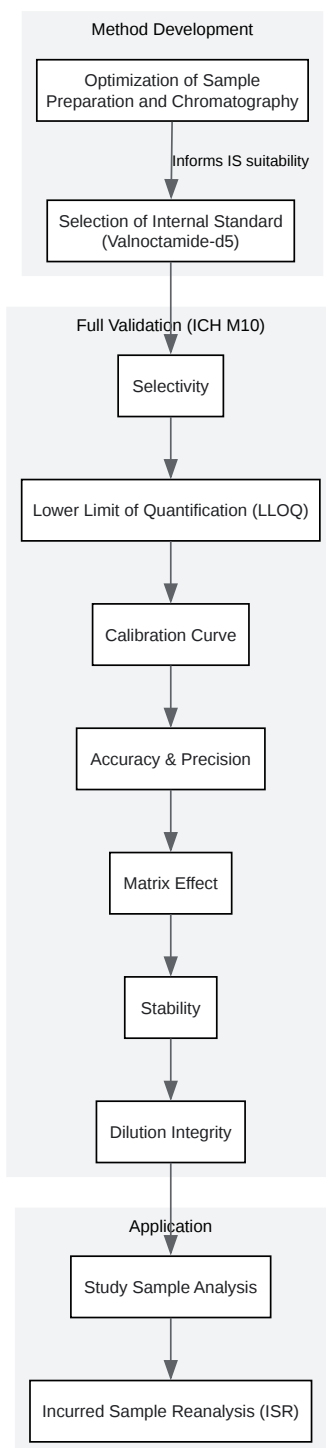 Method Development
Optimization of Sample
Preparation and Chromatography
Informs IS suitability
Selection of Internal Standard
(Valnoctamide-d5)
Full Validation (ICH M10)
Selectivity
Lower Limit of Quantification (LLOQ)
Calibration Curve
Accuracy & Precision
Matrix Effect
Stability
Dilution Integrity
Application
Study Sample Analysis
Incurred Sample Reanalysis (ISR)